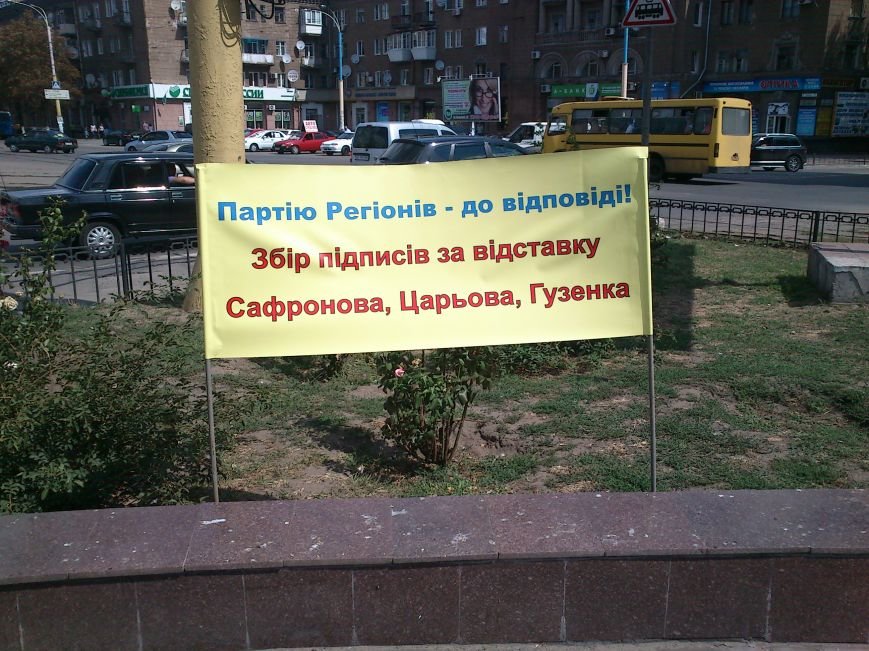 Партію Регіонів - до відповіді!
Збір підписів за відставку
Сафронова, Царьова, Гузенка